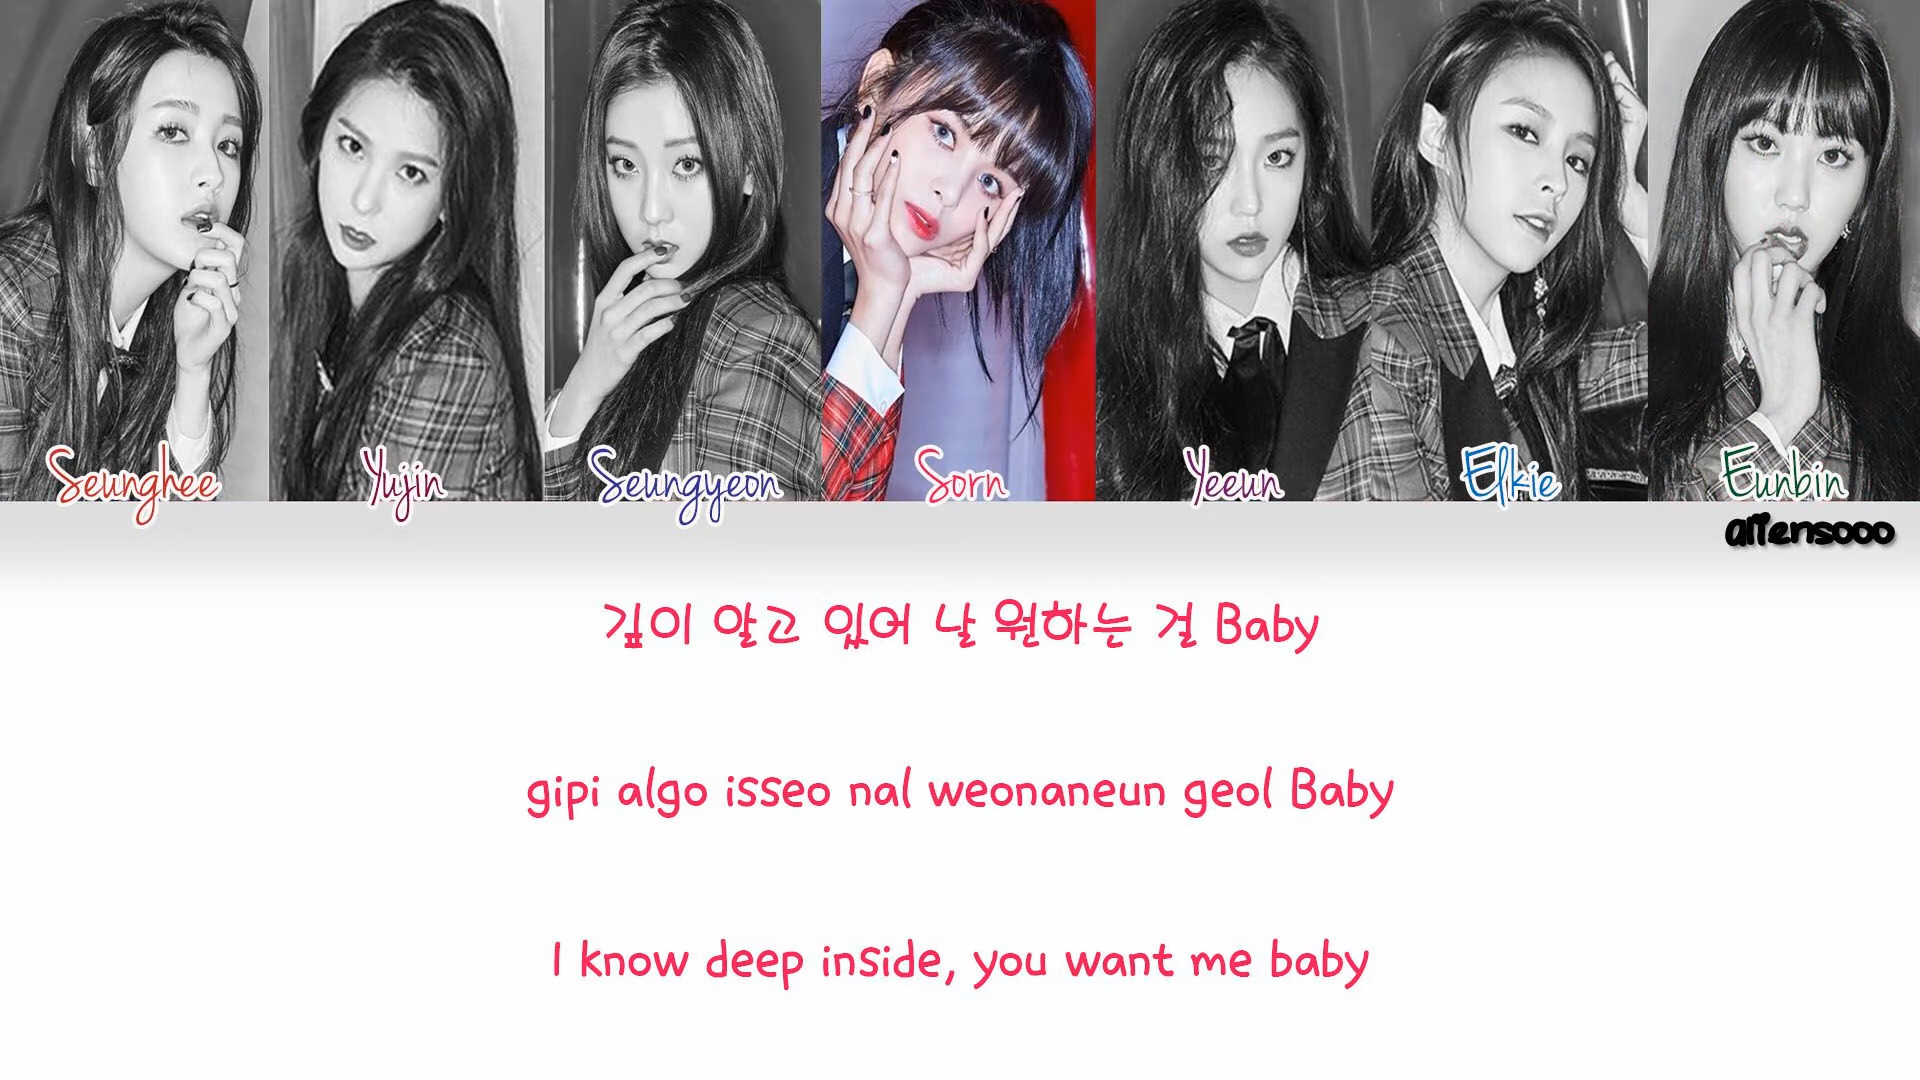 Seunghee Yujin Seungyeon Sorn Yeeun Elkie Eunbin
aliensooo
깊이 알고 있어 날 원하는 걸 Baby
gipi algo isseo nal weonaneun geol Baby
I know deep inside, you want me baby